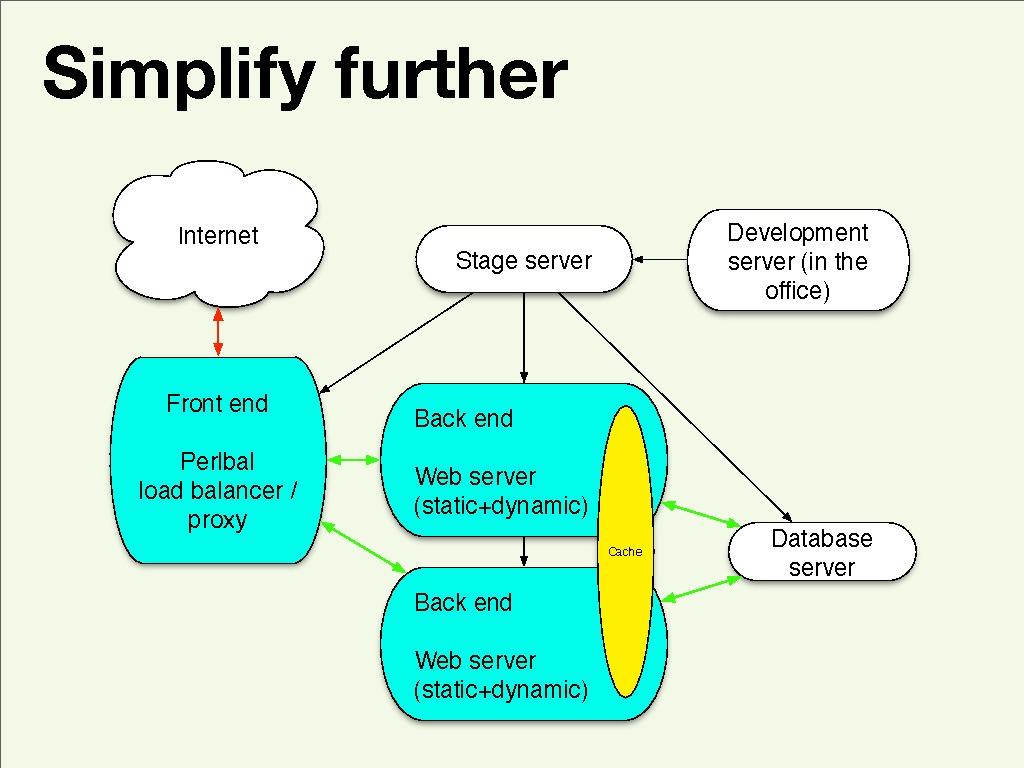 Simplify further
Internet
Stage server
Development
server (in the
office)
Front end
Perlbal
load balancer /
proxy
Back end
Web server
(static+dynamic)
Cache
Database
server
Back end
Web server
(static+dynamic)